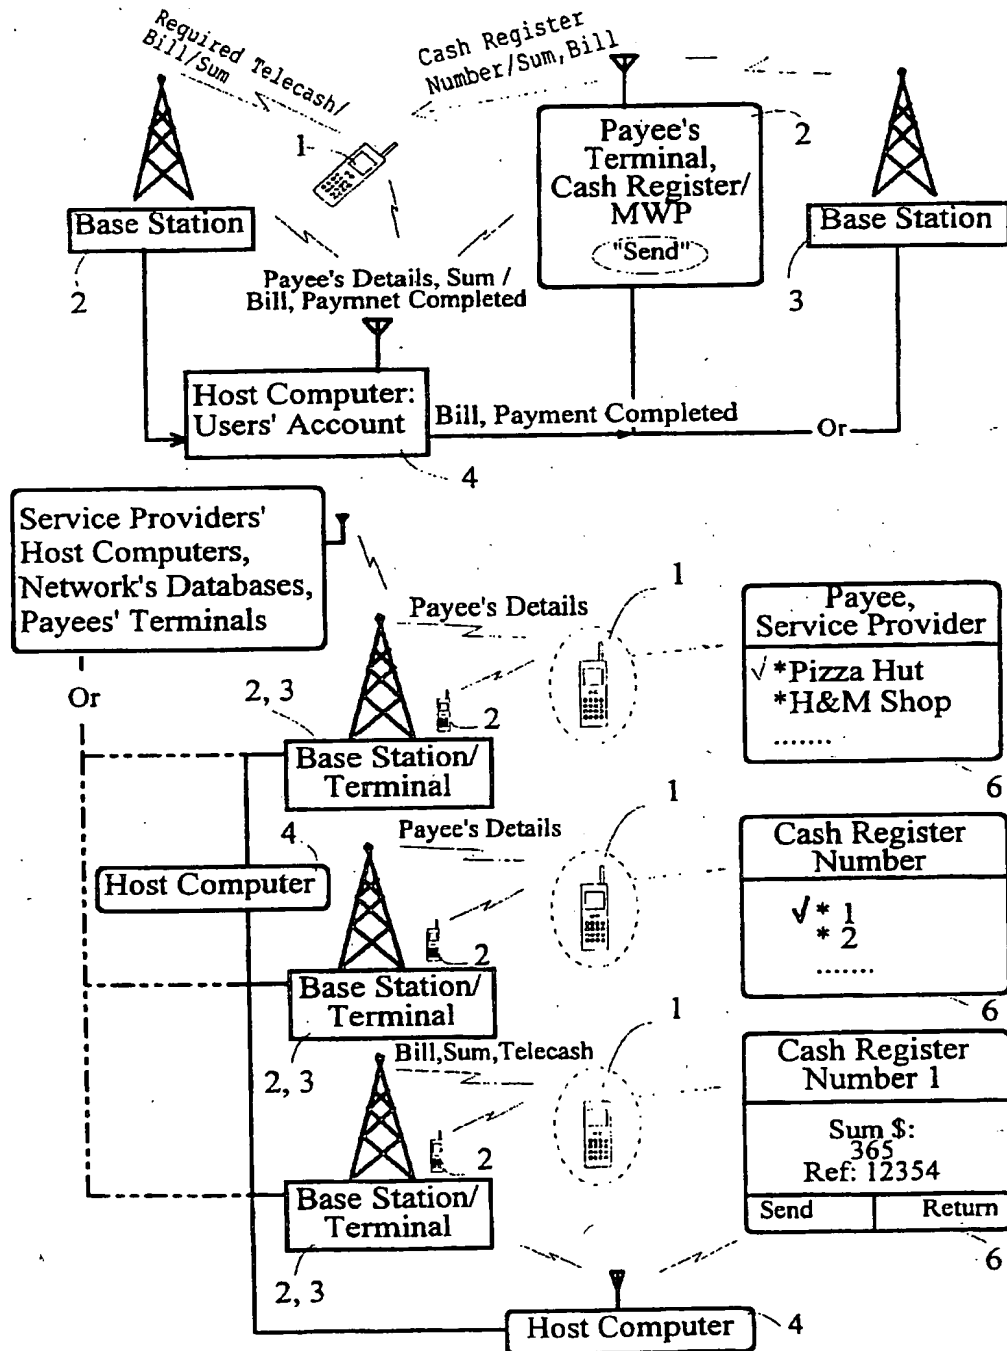 Required Telecash/
Bill/Sum
Cash Register
Number/Sum,Bill
1
2
Payee's
Terminal,
Cash Register/
MWP
"Send"
Base Station
2
Base Station
3
Payee's Details, Sum /
Bill, Paymnet Completed
Host Computer:
Users' Account
Bill, Payment Completed
Or
4
Service Providers'
Host Computers,
Network's Databases,
Payees' Terminals
Or
Payee's Details
1
2, 3
2
Base Station/
Terminal
Payee,
Service Provider
√ *Pizza Hut
*H&M Shop
.......
6
4
Host Computer
Payee's Details
1
2
Base Station/
Terminal
2, 3
Cash Register
Number
√ * 1
* 2
.......
6
Bill,Sum,Telecash
1
2
Base Station/
Terminal
2, 3
Cash Register
Number 1
Sum $:
365
Ref: 12354
Send Return
6
Host Computer
4